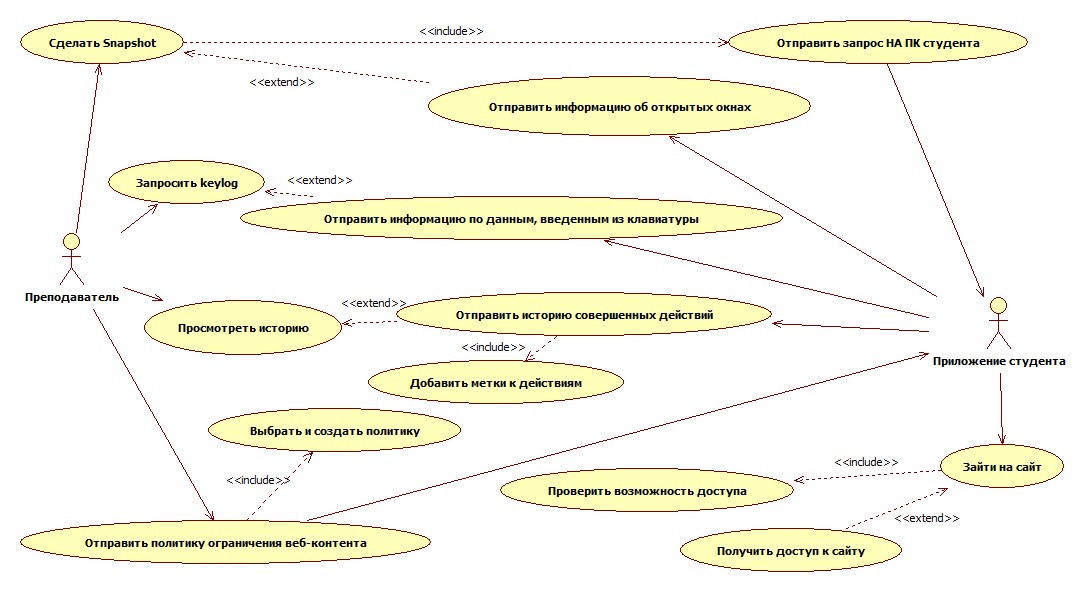 <<include>>
Сделать Snapshot
Отправить запрос НА ПК студента
<<extend>>
Отправить информацию об открытых окнах
<<extend>>
Запросить keylog
Отправить информацию по данным, введенным из клавиатуры
Преподаватель
<<extend>>
Отправить историю совершенных действий
Просмотреть историю
<<include>>
Приложение студента
Добавить метки к действиям
Выбрать и создать политику
<<include>>
<<include>>
Зайти на сайт
Проверить возможность доступа
<<extend>>
Отправить политику ограничения веб-контента
Получить доступ к сайту